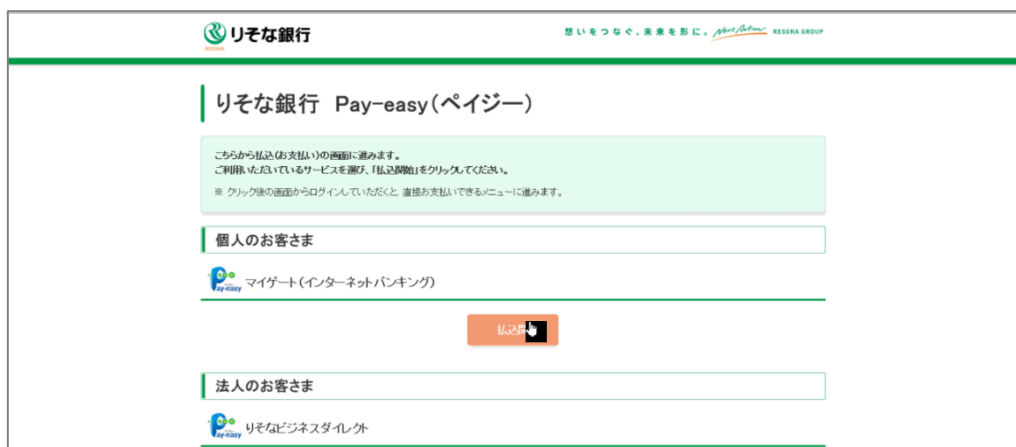 りそな銀行
RESONA
想いをつなぐ、未来を形に。 Next Action RESONA GROUP
りそな銀行 Pay-easy(ペイジー)
こちらから払込(お支払い)の画面に進みます。
ご利用いただいているサービスを選び、「払込開始」をクリックしてください。
※ クリック後の画面からログインしていただくと、直接お支払いできるメニューに進みます。
個人のお客さま
Pay-easy マイゲート(インターネットバンキング)
払込
法人のお客さま
Pay-easy りそなビジネスダイレクト